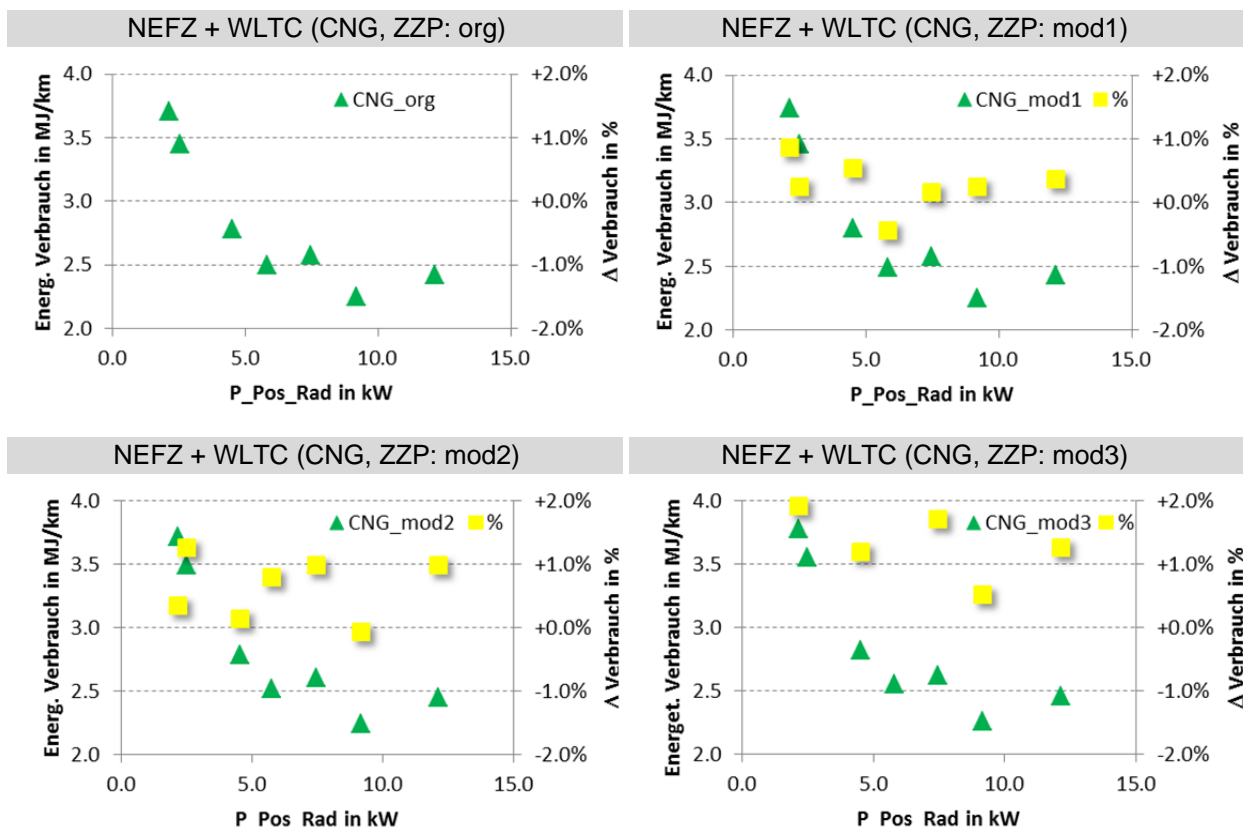 NEFZ + WLTC (CNG, ZZP: org)
Energ. Verbrauch in MJ/km
4.0
3.5
3.0
2.5
2.0
CNG_org
+2.0%
+1.0%
+0.0%
-1.0%
-2.0%
Δ Verbrauch in %
0.0 5.0 10.0 15.0
P_Pos_Rad in kW
NEFZ + WLTC (CNG, ZZP: mod1)
Energ. Verbrauch in MJ/km
4.0
3.5
3.0
2.5
2.0
CNG_mod1 %
+2.0%
+1.0%
+0.0%
-1.0%
-2.0%
Δ Verbrauch in %
0.0 5.0 10.0 15.0
P_Pos_Rad in kW
NEFZ + WLTC (CNG, ZZP: mod2)
Energ. Verbrauch in MJ/km
4.0
3.5
3.0
2.5
2.0
CNG_mod2 %
+2.0%
+1.0%
+0.0%
-1.0%
-2.0%
Δ Verbrauch in %
0.0 5.0 10.0 15.0
P_Pos_Rad in kW
NEFZ + WLTC (CNG, ZZP: mod3)
Energet. Verbrauch in MJ/km
4.0
3.5
3.0
2.5
2.0
CNG_mod3 %
+2.0%
+1.0%
+0.0%
-1.0%
-2.0%
Δ Verbrauch in %
0.0 5.0 10.0 15.0
P_Pos_Rad in kW